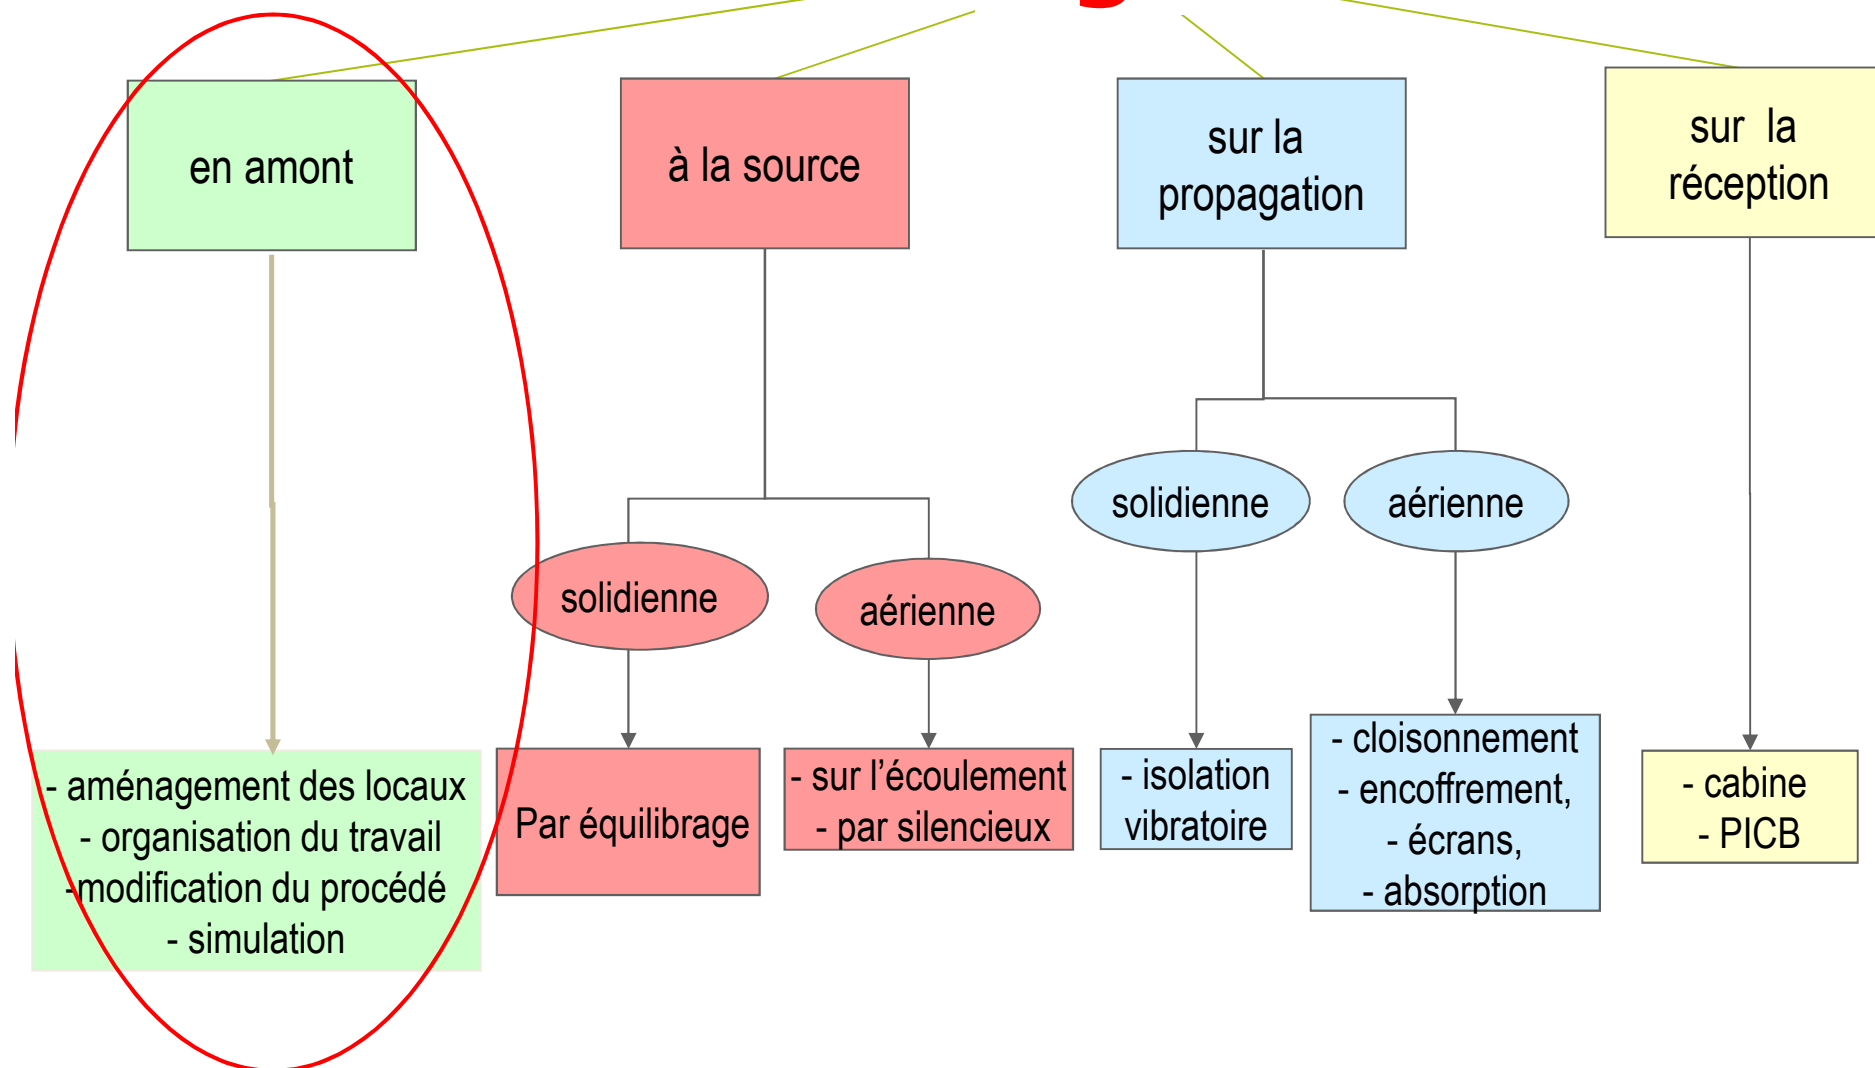 en amont
à la source
sur la
propagation
sur  la
réception
solidienne
aérienne
solidienne
aérienne
- aménagement des locaux
- organisation du travail
-modification du procédé
- simulation
Par équilibrage
- sur l’écoulement
- par silencieux
- isolation
vibratoire
- cloisonnement
- encoffrement,
- écrans,
- absorption
- cabine
- PICB